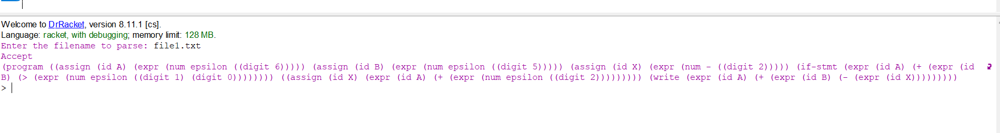 Welcome to DrRacket, version 8.11.1 [cs].
Language: racket, with debugging; memory limit: 128 MB.
Enter the filename to parse: file1.txt
Accept
(program ((assign (id A) (expr (num epsilon ((digit 6))))) (assign (id B) (expr (num epsilon ((digit 5))))) (assign (id X) (expr (num - ((digit 2))))) (if-stmt (expr (id A) (+ (expr (id
B) (> (expr (num epsilon ((digit 1) (digit 0)))))))) ((assign (id X) (expr (id A) (+ (expr (num epsilon ((digit 2))))))))) (write (expr (id A) (+ (expr (id B) (- (expr (id X)))))))))
>